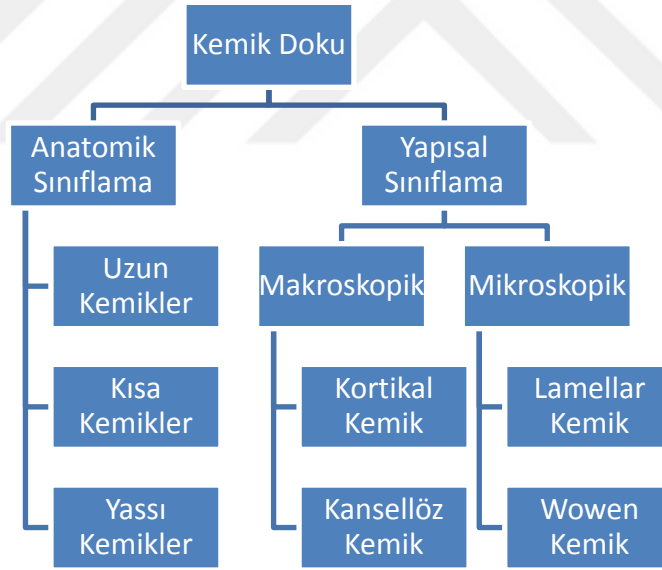 Kemik Doku
Anatomik
Sınıflama
Yapısal
Sınıflama
Uzun
Kemikler
Makroskopik
Mikroskopik
Kısa
Kemikler
Kortikal
Kemik
Lamellar
Kemik
Yassı
Kemikler
Kansellöz
Kemik
Wowen
Kemik